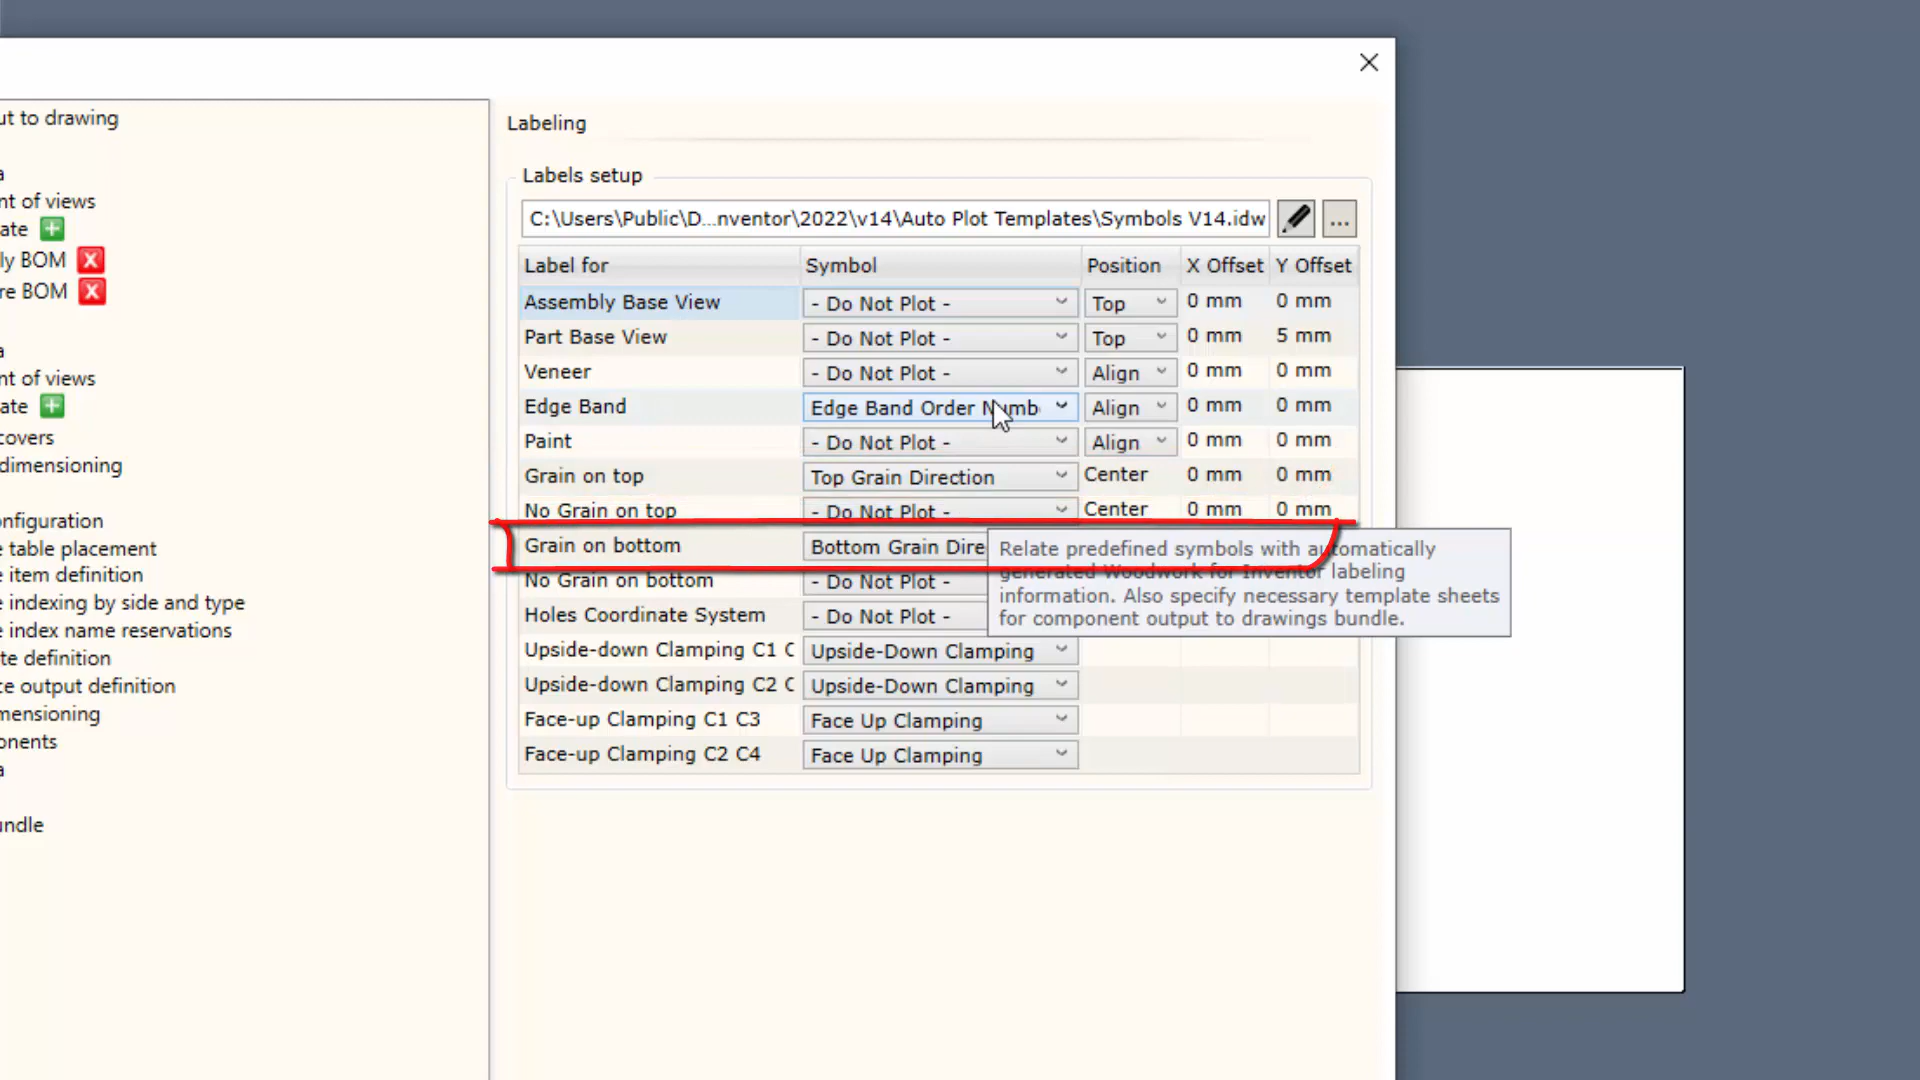 ut to drawing
a
nt of views
ate
ly BOM
re BOM
a
nt of views
ate
covers
dimensioning
onfiguration
e table placement
e item definition
e indexing by side and type
e index name reservations
te definition
ce output definition
mensioning
onents
a
undle
Labeling
Labels setup
C:\Users\Public\D...nventor\2022\v14\Auto Plot Templates\Symbols V14.idw
...
Label for Symbol Position X Offset Y Offset
Assembly Base View - Do Not Plot - Top 0 mm 0 mm
Part Base View - Do Not Plot - Top 0 mm 5 mm
Veneer - Do Not Plot - Align 0 mm 0 mm
Edge Band Edge Band Order Numb Align 0 mm 0 mm
Paint - Do Not Plot - Align 0 mm 0 mm
Grain on top Top Grain Direction Center 0 mm 0 mm
No Grain on top - Do Not Plot - Center 0 mm 0 mm
Grain on bottom Bottom Grain Dire
No Grain on bottom - Do Not Plot -
Holes Coordinate System - Do Not Plot -
Upside-down Clamping C1 C Upside-Down Clamping
Upside-down Clamping C2 C Upside-Down Clamping
Face-up Clamping C1 C3 Face Up Clamping
Face-up Clamping C2 C4 Face Up Clamping
Relate predefined symbols with automatically
generated Woodwork for Inventor labeling
information. Also specify necessary template sheets
for component output to drawings bundle.